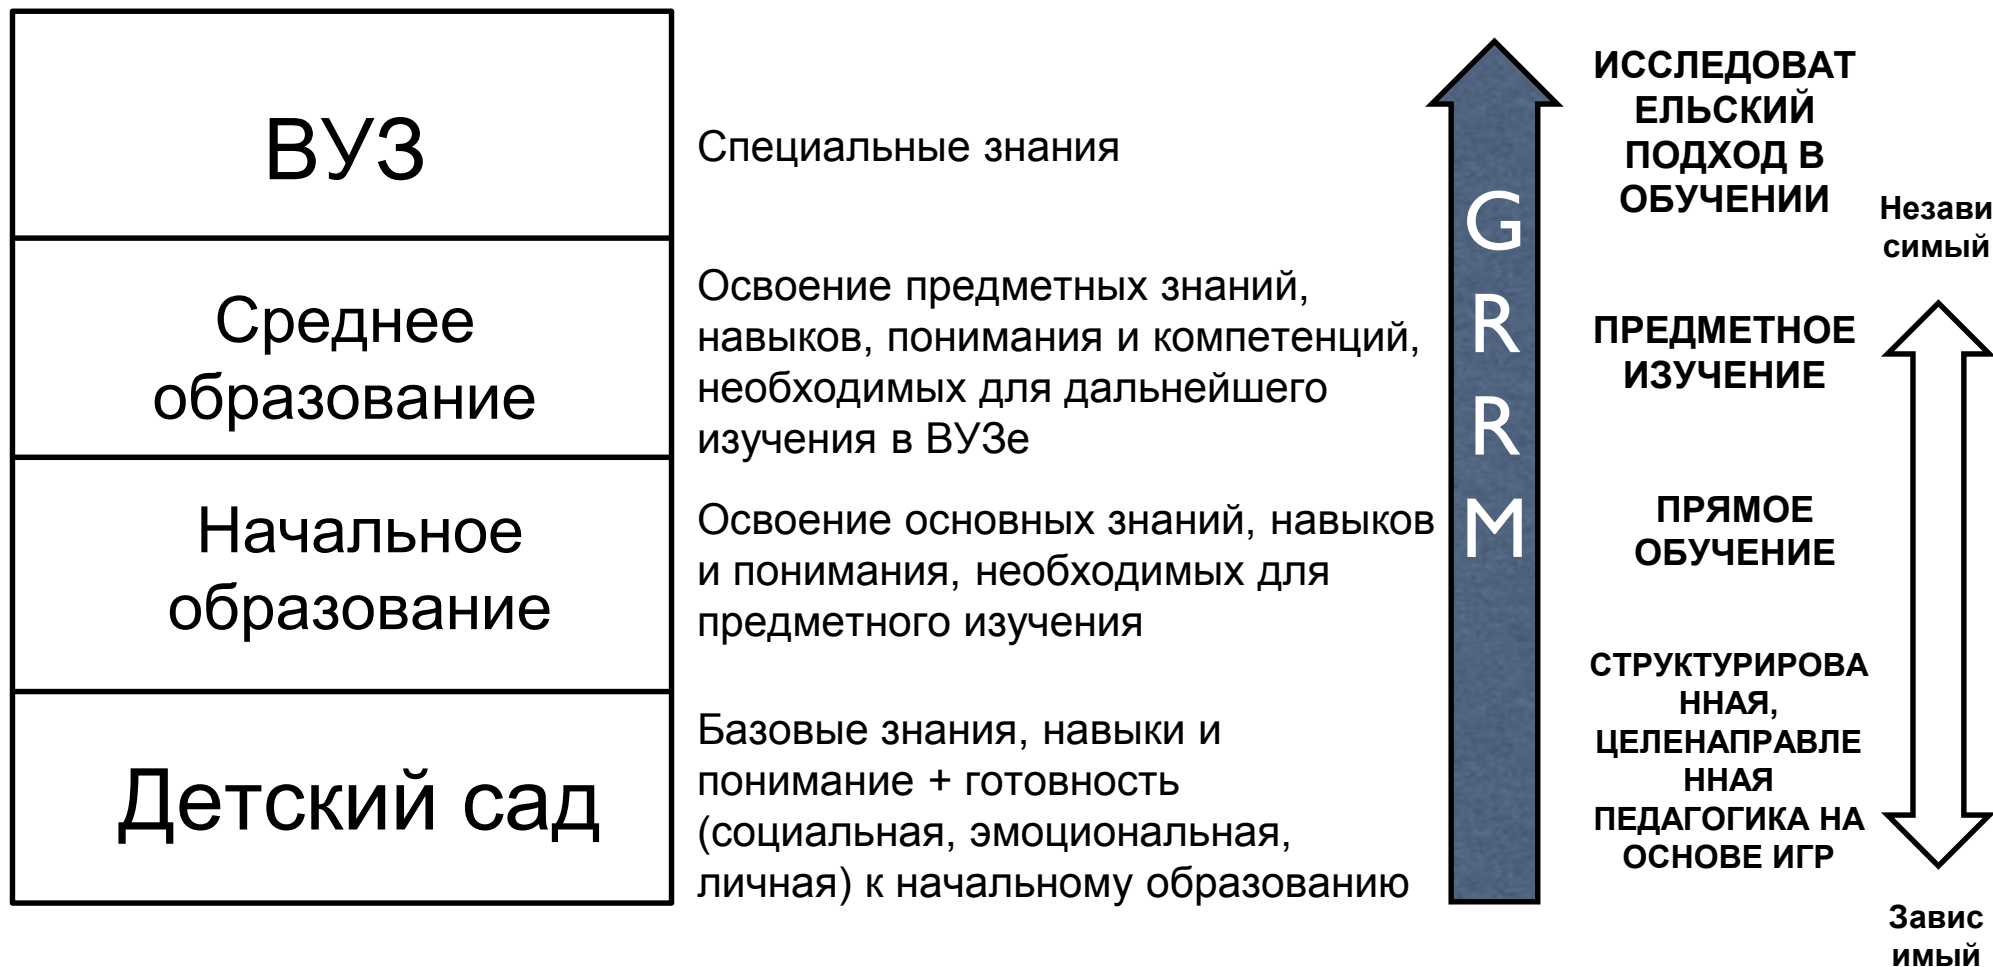 ВУЗ
Специальные знания
Среднее
образование
Освоение предметных знаний,
навыков, понимания и компетенций,
необходимых для дальнейшего
изучения в ВУЗе
Начальное
образование
Освоение основных знаний, навыков
и понимания, необходимых для
предметного изучения
Детский сад
Базовые знания, навыки и
понимание + готовность
(социальная, эмоциональная,
личная) к начальному образованию
G
R
R
M
ИССЛЕДОВАТ
ЕЛЬСКИЙ
ПОДХОД В
ОБУЧЕНИИ
ПРЕДМЕТНОЕ
ИЗУЧЕНИЕ
ПРЯМОЕ
ОБУЧЕНИЕ
СТРУКТУРИРОВА
ННАЯ,
ЦЕЛЕНАПРАВЛЕ
ННАЯ
ПЕДАГОГИКА НА
ОСНОВЕ ИГР
Незави
симый
Завис
имый